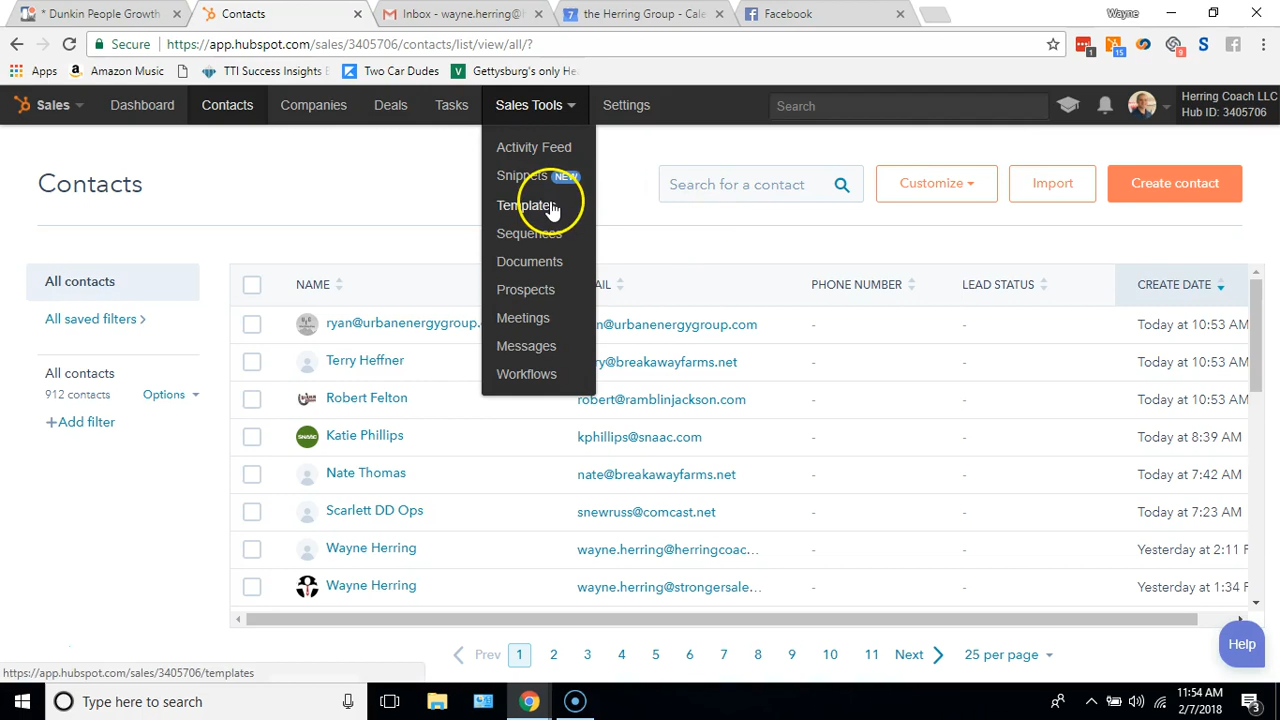 * Dunkin People Growth
Contacts
Inbox - wayne.herring@h
the Herring Group - Cale
Facebook
Wayne
Secure
https://app.hubspot.com/sales/3405706/contacts/list/view/all/?
1
15
9
Apps
Amazon Music
TTI Success Insights
Two Car Dudes
Gettysburg's only He
Sales
Dashboard
Contacts
Companies
Deals
Tasks
Sales Tools
Settings
Search
Herring Coach LLC
Hub ID: 3405706
Activity Feed
Snippets NEW
Templates
Sequences
Documents
Prospects
Meetings
Messages
Workflows
Contacts
Search for a contact
Customize
Import
Create contact
All contacts
All saved filters
All contacts
912 contacts
Options
+Add filter
NAME
AIL
PHONE NUMBER
LEAD STATUS
CREATE DATE
ryan@urbanenergygroup.c
n@urbanenergygroup.com
-
-
Today at 10:53 AM
Terry Heffner
ry@breakawayfarms.net
-
-
Today at 10:53 AM
Robert Felton
robert@ramblinjackson.com
-
-
Today at 10:53 AM
SNAAC
Katie Phillips
kphillips@snaac.com
-
-
Today at 8:39 AM
Nate Thomas
nate@breakawayfarms.net
-
-
Today at 7:42 AM
Scarlett DD Ops
snewruss@comcast.net
-
-
Today at 7:23 AM
Wayne Herring
wayne.herring@herringcoac...
-
-
Yesterday at 2:11 P
Wayne Herring
wayne.herring@strongersale...
-
-
Yesterday at 1:34 P
Prev
1
2
3
4
5
6
7
8
9
10
11
Next
25 per page
Help
https://app.hubspot.com/sales/3405706/templates
Type here to search
11:54 AM
2/7/2018
3